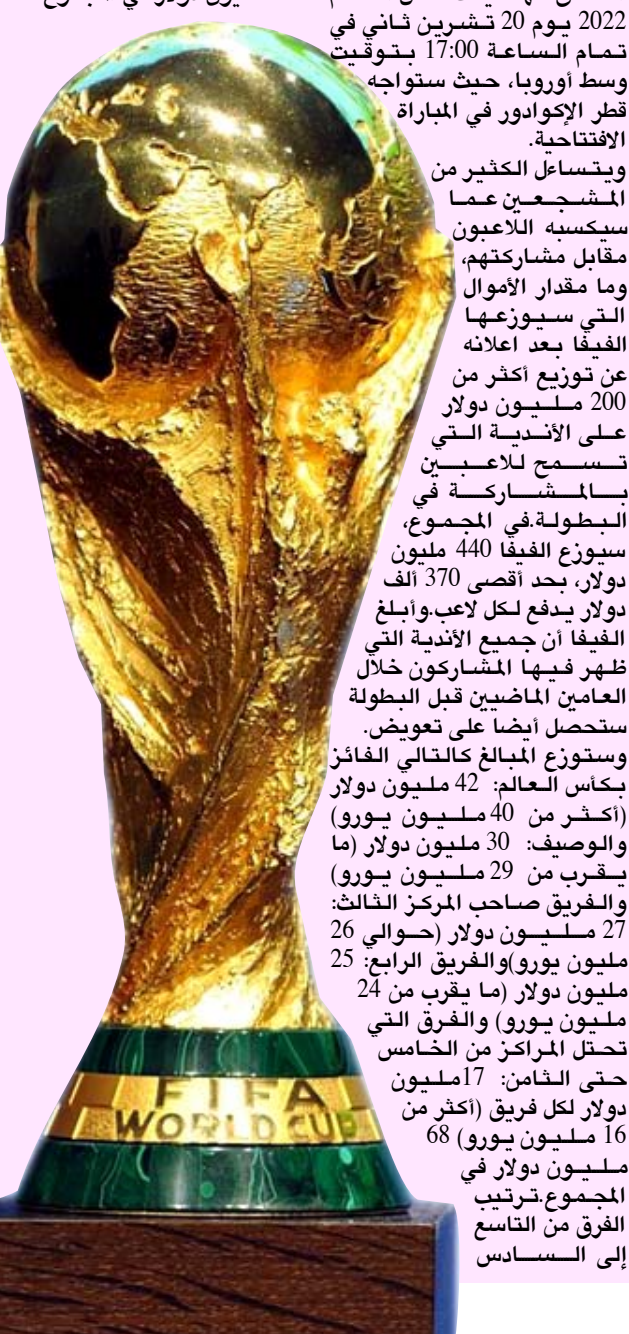 2022 يوم 20 تشرين ثاني في
تمام الساعة 17:00 بتوقيت
وسط أوروبا، حيث ستواجه
قطر الإكوادور في المباراة
الافتتاحية.
ويتساءل الكثير من
المشجعين عما
سيكسبه اللاعبون
مقابل مشاركتهم،
وما مقدار الأموال
التي سيوزعها
الفيفا بعد اعلانه
عن توزيع أكثر من
200 مليون دولار
على الأندية التي
تسمح للاعبين
بالمشاركة في
البطولة.في المجموع،
سيوزع الفيفا 440 مليون
دولار، بحد أقصى 370 ألف
دولار يدفع لكل لاعب.وأبلغ
الفيفا أن جميع الأندية التي
ظهر فيها المشاركون خلال
العامين الماضيين قبل البطولة
ستحصل أيضا على تعويض.
وستوزع المبالغ كالتالي الفائز
بكأس العالم: 42 مليون دولار
(أكثر من 40 مليون يورو)
والوصيف: 30 مليون دولار (ما
يقرب من 29 مليون يورو)
والفريق صاحب المركز الثالث:
27 مليون دولار (حوالي 26
مليون يورو)والفريق الرابع: 25
مليون دولار (ما يقرب من 24
مليون يورو) والفرق التي
تحتل المراكز من الخامس
حتى الثامن: 17مليون
دولار لكل فريق (أكثر من
16 مليون يورو) 68
مليون دولار في
المجموع.ترتيب
الفرق من التاسع
إلى السادس
FIFA
WORLD CUP